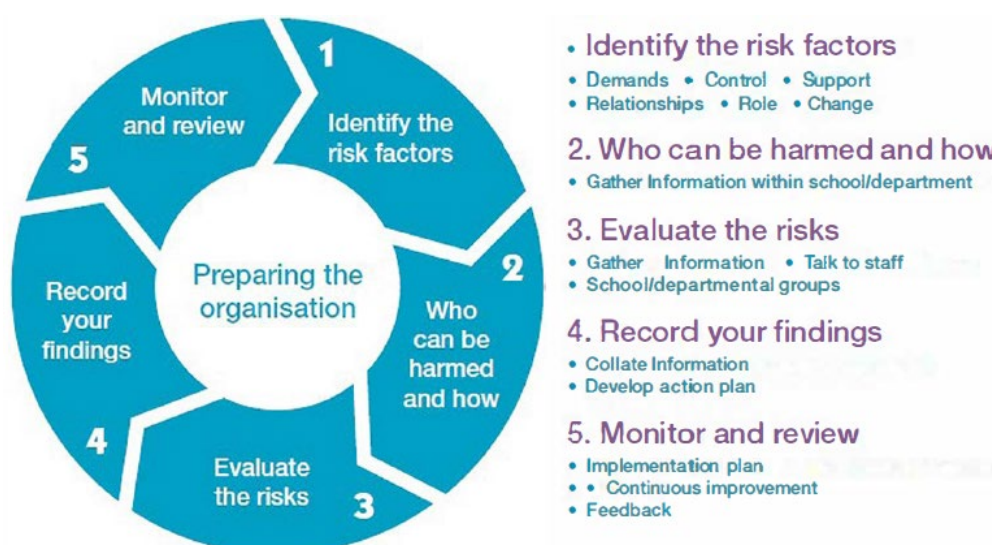 1
Identify the
risk factors
2
Who
can be
harmed
and how
Evaluate
the risks
3
Record
your
findings
4
Monitor
and review
5
Preparing the
organisation
• Identify the risk factors
• Demands • Control • Support
• Relationships • Role • Change
2. Who can be harmed and how
• Gather Information within school/department
3. Evaluate the risks
• Gather Information • Talk to staff
• School/departmental groups
4. Record your findings
• Collate Information
• Develop action plan
5. Monitor and review
• Implementation plan
• • Continuous improvement
• Feedback